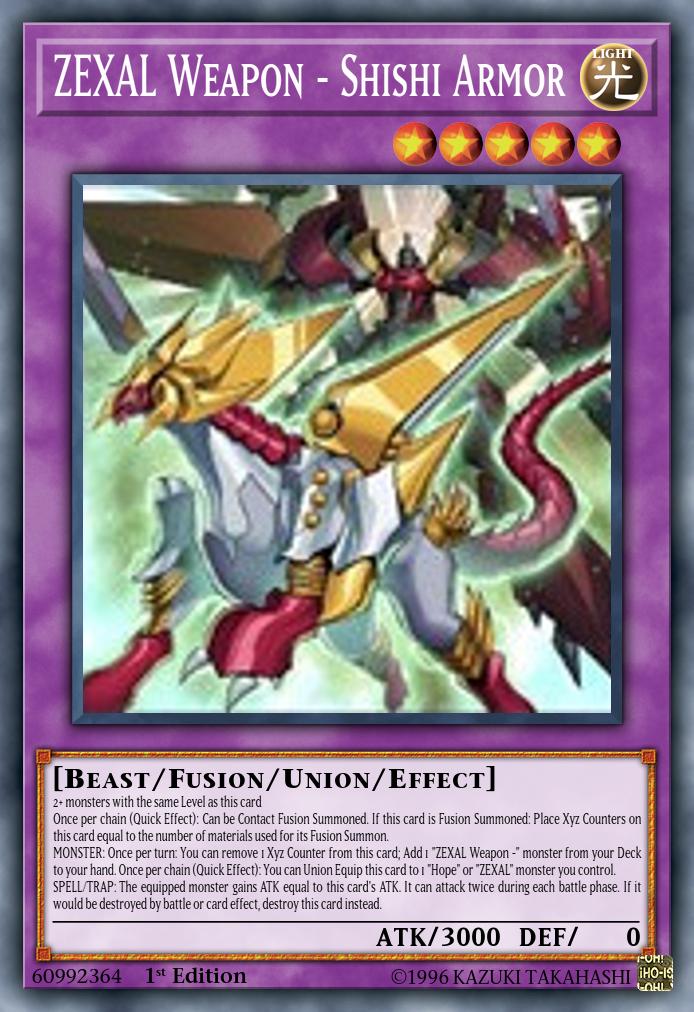 ZEXAL Weapon - Shishi Armor
LIGHT
光
[Beast/Fusion/Union/Effect]
2+ monsters with the same Level as this card
Once per chain (Quick Effect): Can be Contact Fusion Summoned. If this card is Fusion Summoned: Place Xyz Counters on
this card equal to the number of materials used for its Fusion Summon.
MONSTER: Once per turn: You can remove 1 Xyz Counter from this card; Add 1 "ZEXAL Weapon -" monster from your Deck
to your hand. Once per chain (Quick Effect): You can Union Equip this card to 1 "Hope" or "ZEXAL" monster you control.
SPELL/TRAP: The equipped monster gains ATK equal to this card's ATK. It can attack twice during each battle phase. If it
would be destroyed by battle or card effect, destroy this card instead.
ATK/3000 DEF/ 0
60992364 1st Edition ©1996 KAZUKI TAKAHASHI